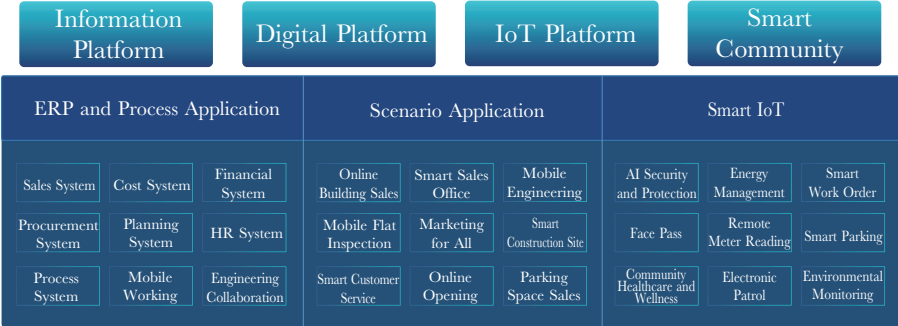 Information
Platform
Digital Platform
IoT Platform
Smart
Community
ERP and Process Application
Scenario Application
Smart IoT
Sales System
Cost System
Financial
System
Online
Building Sales
Smart Sales
Office
Mobile
Engineering
AI Security
and Protection
Energy
Management
Smart
Work Order
Procurement
System
Planning
System
HR System
Mobile Flat
Inspection
Marketing
for All
Smart
Construction Site
Face Pass
Remote
Meter Reading
Smart Parking
Process
System
Mobile
Working
Engineering
Collaboration
Smart Customer
Service
Online
Opening
Parking
Space Sales
Community
Healthcare and
Wellness
Electronic
Patrol
Environmental
Monitoring